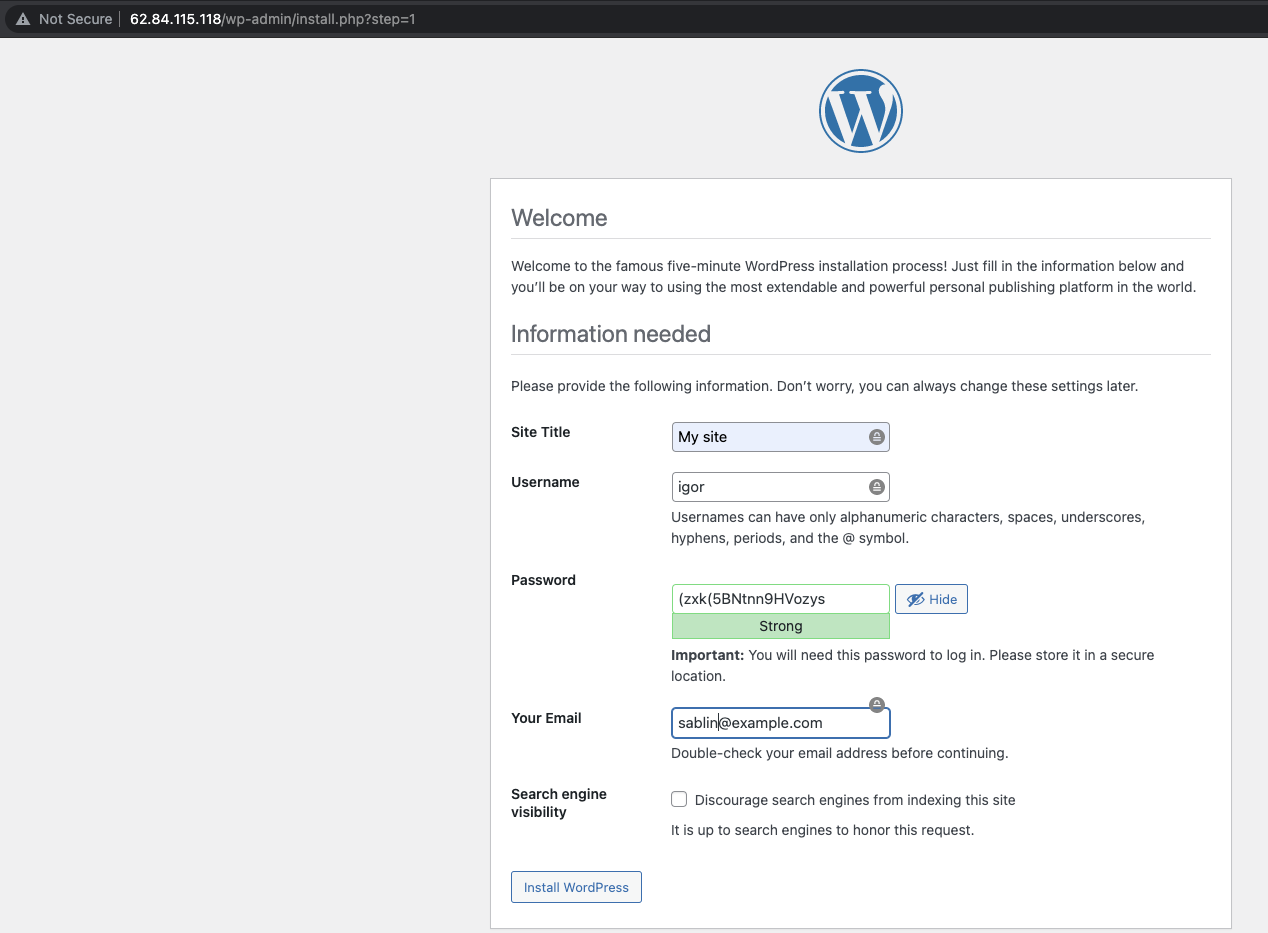 Not Secure 62.84.115.118/wp-admin/install.php?step=1
W
Welcome
Welcome to the famous five-minute WordPress installation process! Just fill in the information below and
you’ll be on your way to using the most extendable and powerful personal publishing platform in the world.
Information needed
Please provide the following information. Don’t worry, you can always change these settings later.
Site Title
My site
Username
igor
Usernames can have only alphanumeric characters, spaces, underscores,
hyphens, periods, and the @ symbol.
Password
(zxk(5BNtnn9HVozys
Hide
Strong
Important: You will need this password to log in. Please store it in a secure
location.
Your Email
sablin@example.com
Double-check your email address before continuing.
Search engine
visibility
Discourage search engines from indexing this site
It is up to search engines to honor this request.
Install WordPress